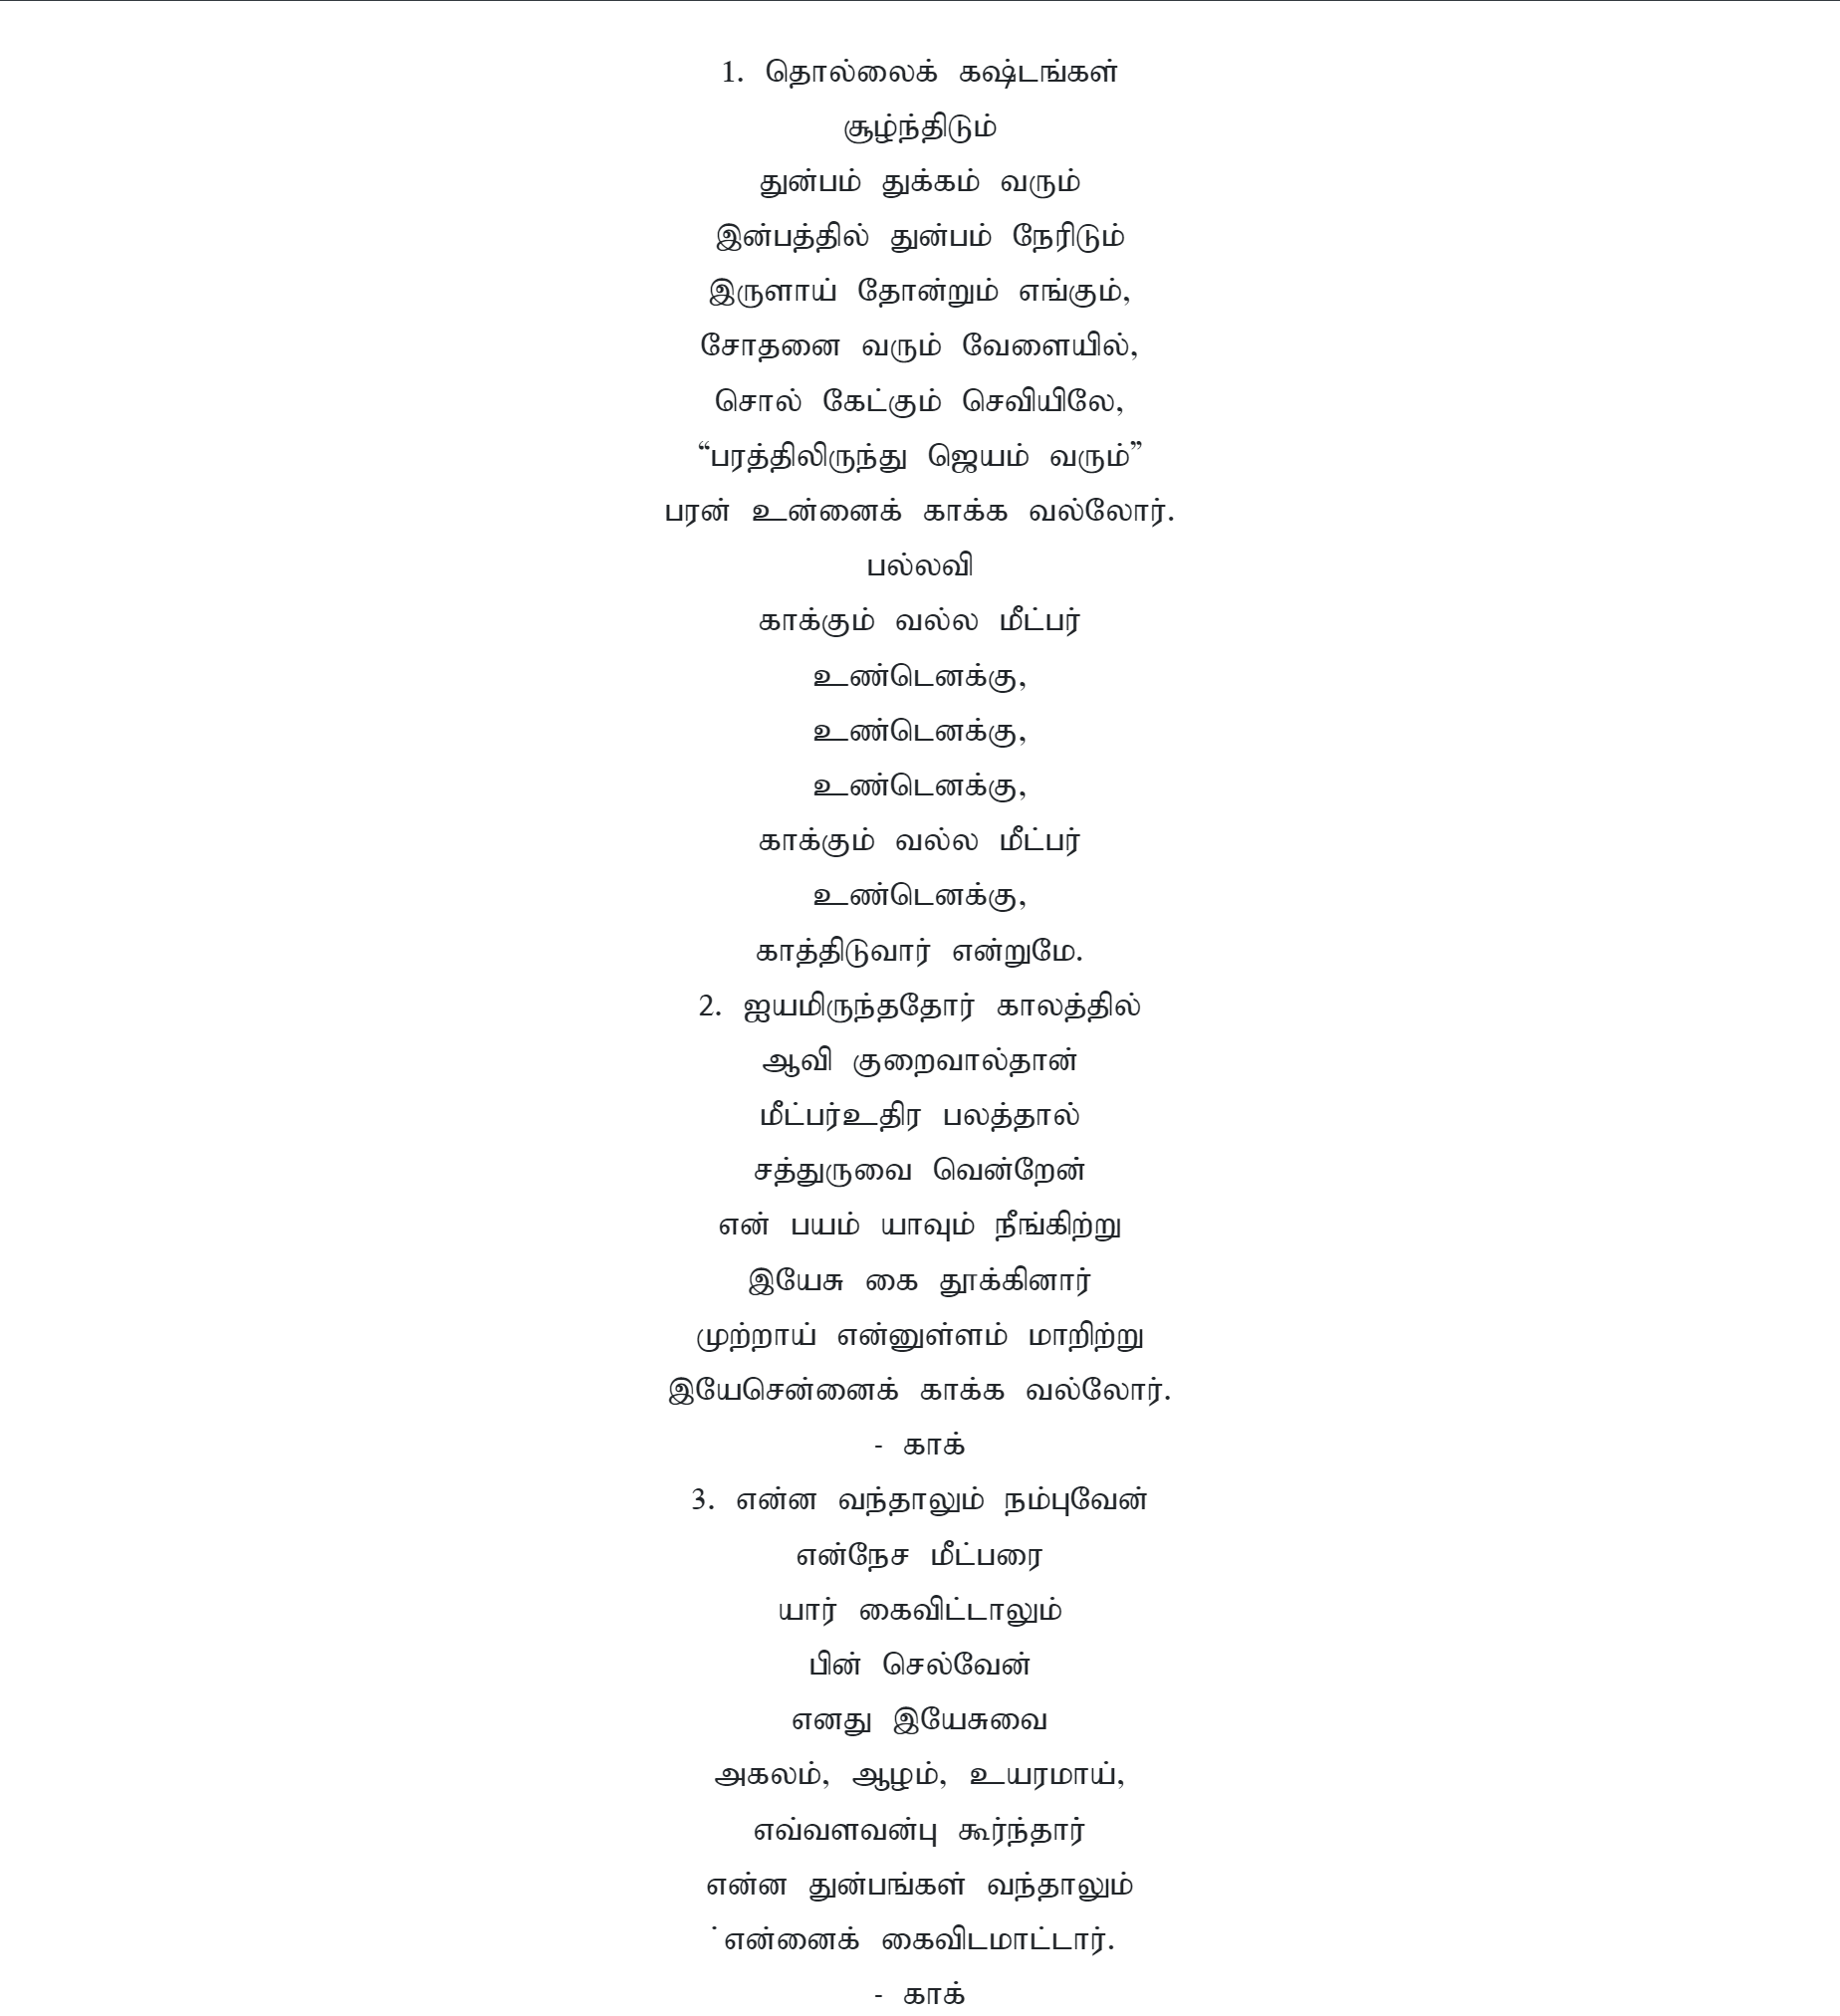 1. தொல்லைக் கஷ்டங்கள்
சூழ்ந்திடும்
துன்பம் துக்கம் வரும்
இன்பத்தில் துன்பம் நேரிடும்
இருளாய் தோன்றும் எங்கும்,
சோதனை வரும் வேளையில்,
சொல் கேட்கும் செவியிலே,
“பரத்திலிருந்து ஜெயம் வரும்”
பரன் உன்னைக் காக்க வல்லோர்.
பல்லவி
காக்கும் வல்ல மீட்பர்
உண்டெனக்கு,
உண்டெனக்கு,
உண்டெனக்கு,
காக்கும் வல்ல மீட்பர்
உண்டெனக்கு,
காத்திடுவார் என்றுமே.
2. ஐயமிருந்ததோர் காலத்தில்
ஆவி குறைவால்தான்
மீட்பர்உதிர பலத்தால்
சத்துருவை வென்றேன்
என் பயம் யாவும் நீங்கிற்று
இயேசு கை தூக்கினார்
முற்றாய் என்னுள்ளம் மாறிற்று
இயேசென்னைக் காக்க வல்லோர்.
- காக்
3. என்ன வந்தாலும் நம்புவேன்
என்நேச மீட்பரை
யார் கைவிட்டாலும்
பின் செல்வேன்
எனது இயேசுவை
அகலம், ஆழம், உயரமாய்,
எவ்வளவன்பு கூர்ந்தார்
என்ன துன்பங்கள் வந்தாலும்
்என்னைக் கைவிடமாட்டார்.
- காக்